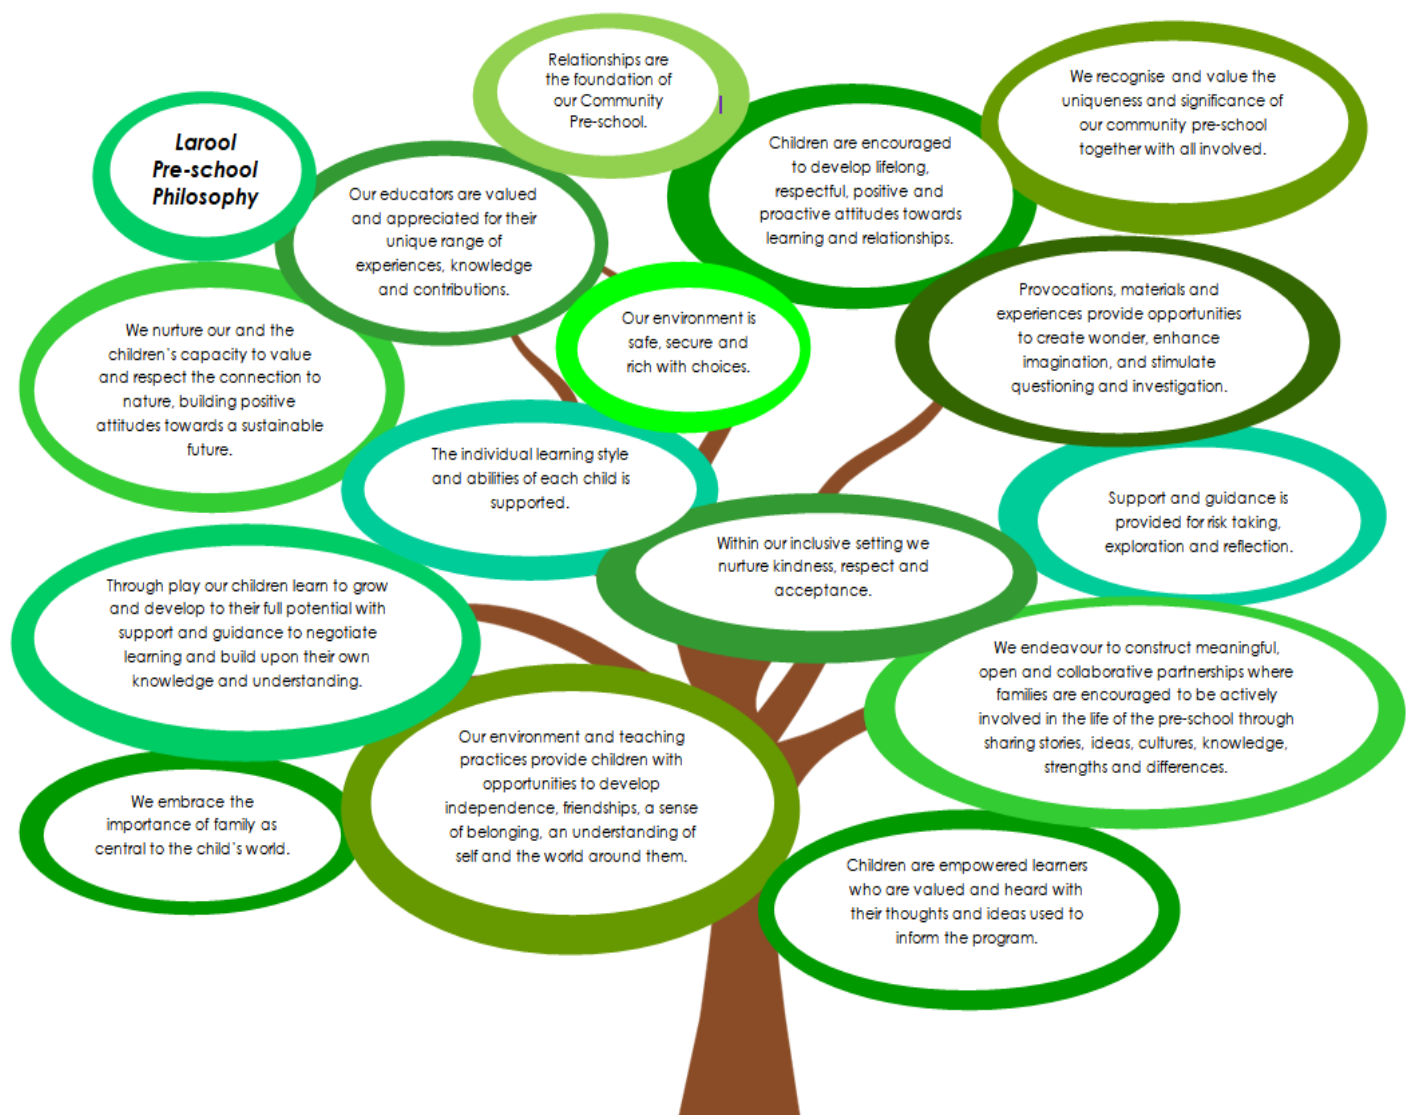 Larool
Pre-school
Philosophy
Relationships are
the foundation of
our Community
Pre-school.
We recognise and value the
uniqueness and significance of
our community pre-school
together with all involved.
Children are encouraged
to develop lifelong,
respectful, positive and
proactive attitudes towards
learning and relationships.
Our educators are valued
and appreciated for their
unique range of
experiences, knowledge
and contributions.
Our environment is
safe, secure and
rich with choices.
Provocations, materials and
experiences provide opportunities
to create wonder, enhance
imagination, and stimulate
questioning and investigation.
We nurture our and the
children's capacity to value
and respect the connection to
nature, building positive
attitudes towards a sustainable
future.
The individual learning style
and abilities of each child is
supported.
Support and guidance is
provided for risk taking,
exploration and reflection.
Within our inclusive setting we
nurture kindness, respect and
acceptance.
Through play our children learn to grow
and develop to their full potential with
support and guidance to negotiate
learning and build upon their own
knowledge and understanding.
We endeavour to construct meaningful,
open and collaborative partnerships where
families are encouraged to be actively
involved in the life of the pre-school through
sharing stories, ideas, cultures, knowledge,
strengths and differences.
Our environment and teaching
practices provide children with
opportunities to develop
independence, friendships, a sense
of belonging, an understanding of
self and the world around them.
We embrace the
importance of family as
central to the child's world.
Children are empowered learners
who are valued and heard with
their thoughts and ideas used to
inform the program.